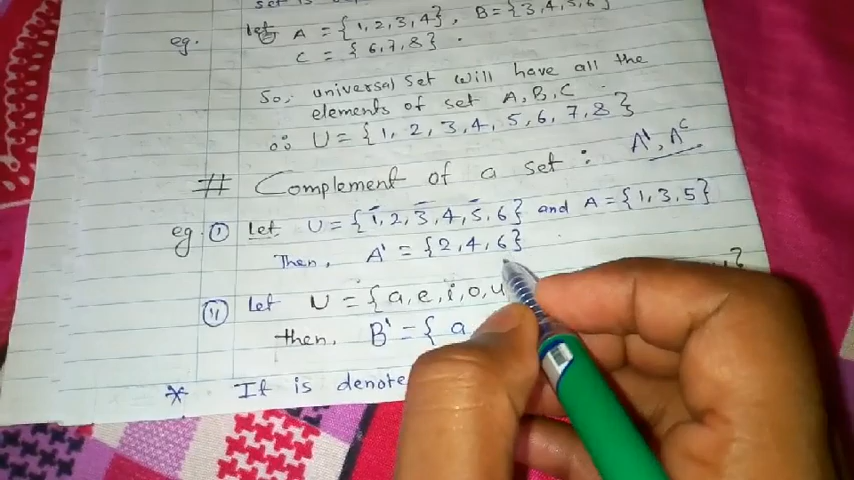 eg. let A = {1,2,3,4}, B = {3,4,5,6}
C = {6,7,8}.
So, universal set will have all the
elements of set A, B, C
∴ U = {1, 2, 3, 4, 5, 6, 7, 8}
# Complement of a set : A', Aᶜ
eg. (i) Let U = {1,2,3,4,5,6} and A = {1,3,5}
Then, A' = {2,4,6}
(ii) Let U = {a,e,i,o,u
then, B' = { a,
* It is denote